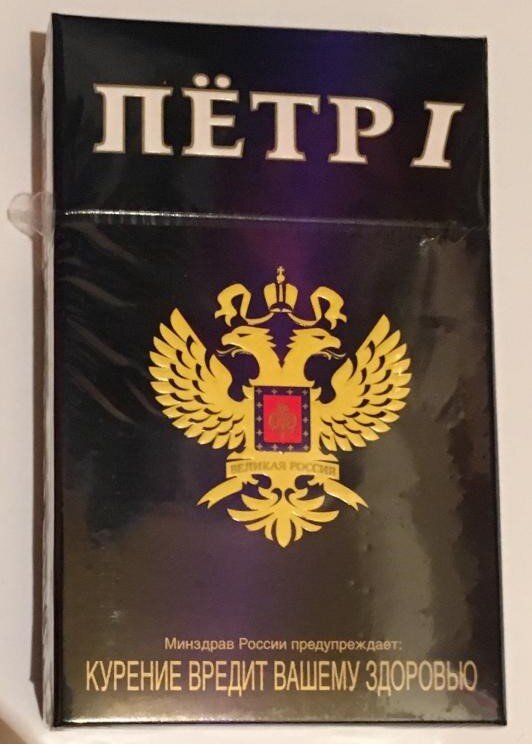 ПЁТР I
ВЕЛИКАЯ РОССИЯ
Минздрав России предупреждает:
КУРЕНИЕ ВРЕДИТ ВАШЕМУ ЗДОРОВЬЮ